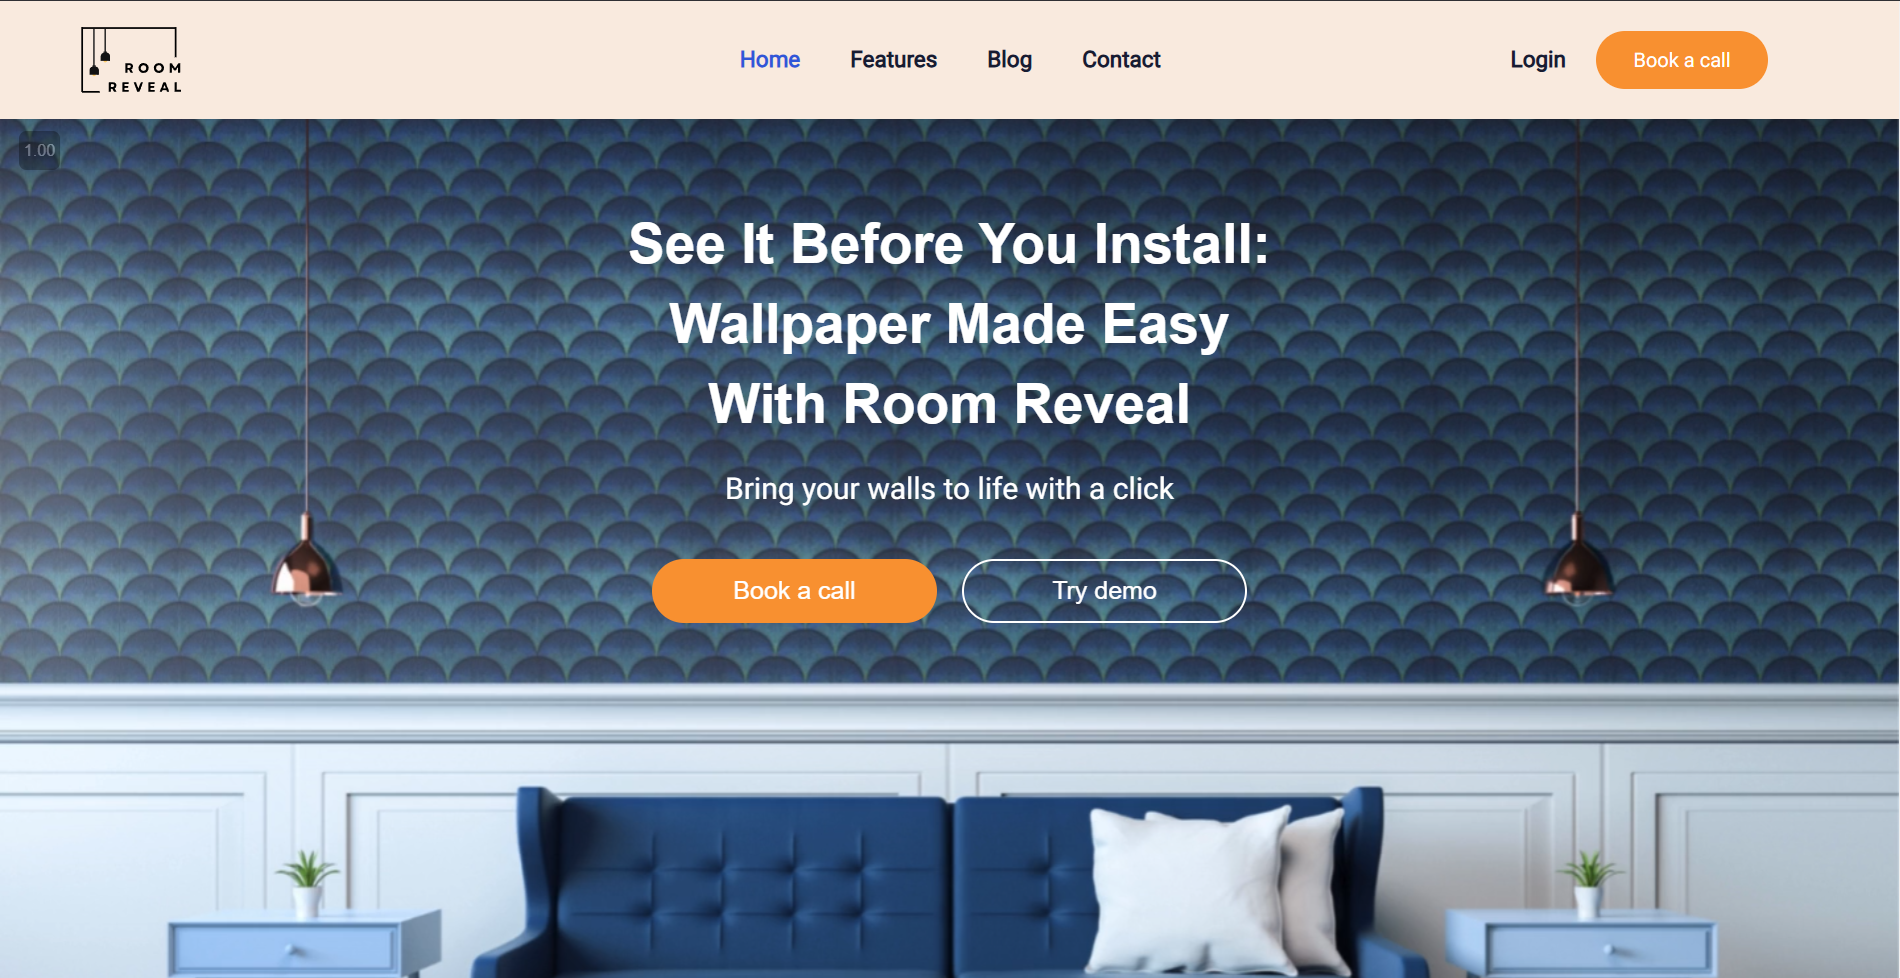 ROOM
REVEAL
Home
Features
Blog
Contact
Login
Book a call
1.00
See It Before You Install:
Wallpaper Made Easy
With Room Reveal
Bring your walls to life with a click
Book a call
Try demo